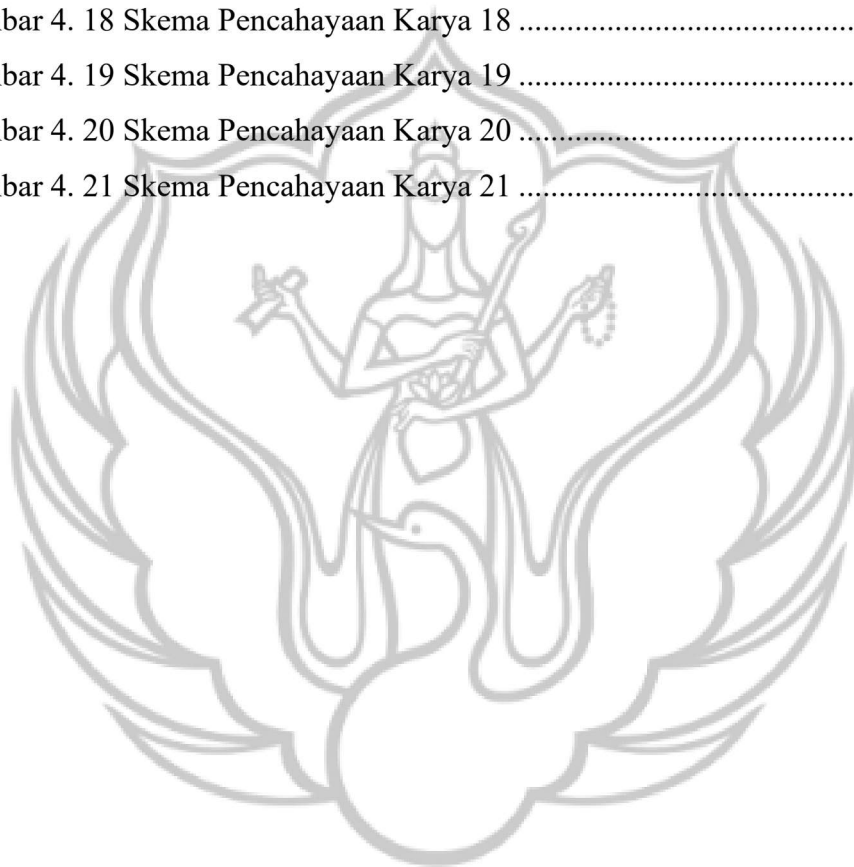 bar 4. 18 Skema Pencahayaan Karya 18 ..........................................
bar 4. 19 Skema Pencahayaan Karya 19 ..........................................
bar 4. 20 Skema Pencahayaan Karya 20 ..........................................
bar 4. 21 Skema Pencahayaan Karya 21 ..........................................